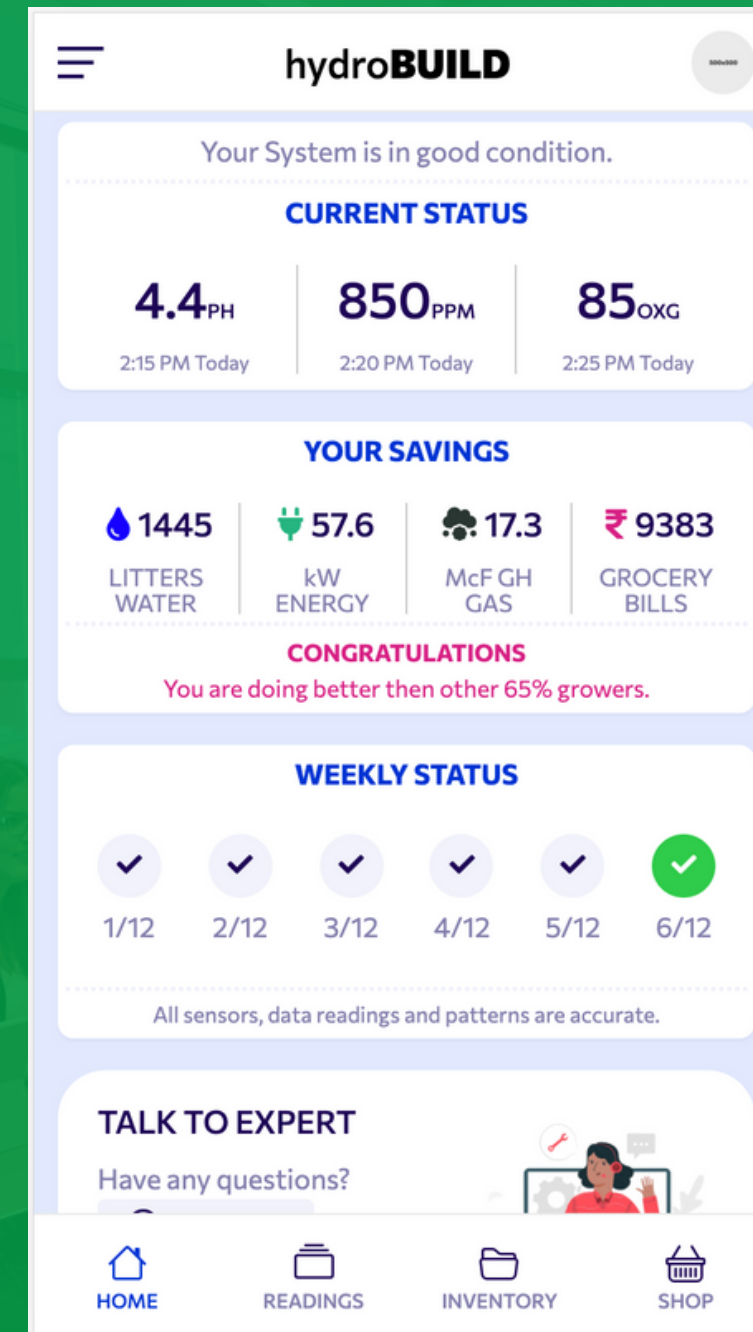 hydroBUILD
500x500
Your System is in good condition.
CURRENT STATUS
4.4PH 850PPM 85OXG
2:15 PM Today 2:20 PM Today 2:25 PM Today
YOUR SAVINGS
1445 57.6 17.3 ₹ 9383
LITTERS kW McF GH GROCERY
WATER ENERGY GAS BILLS
CONGRATULATIONS
You are doing better then other 65% growers.
WEEKLY STATUS
1/12 2/12 3/12 4/12 5/12 6/12
All sensors, data readings and patterns are accurate.
TALK TO EXPERT
Have any questions?
HOME READINGS INVENTORY SHOP